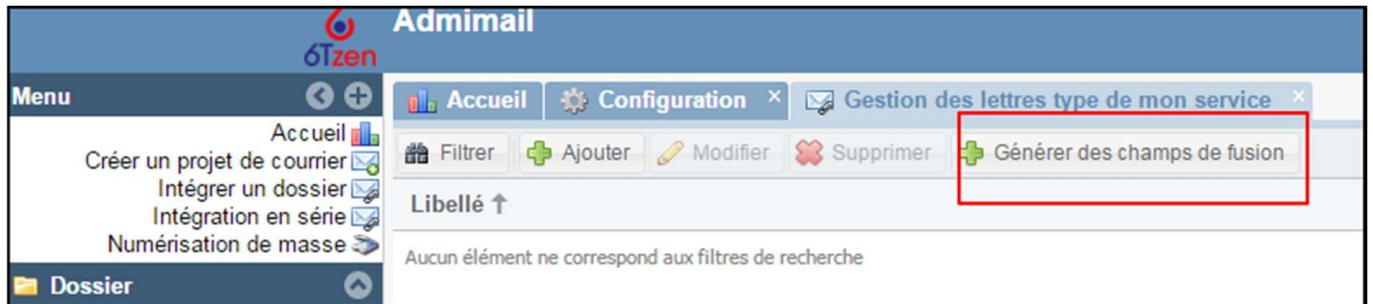 Admimail
6Tzen
Menu
Accueil
Créer un projet de courrier
Intégrer un dossier
Intégration en série
Numérisation de masse
Dossier
Accueil Configuration × Gestion des lettres type de mon service ×
Filtrer Ajouter Modifier Supprimer Générer des champs de fusion
Libellé ↑
Aucun élément ne correspond aux filtres de recherche